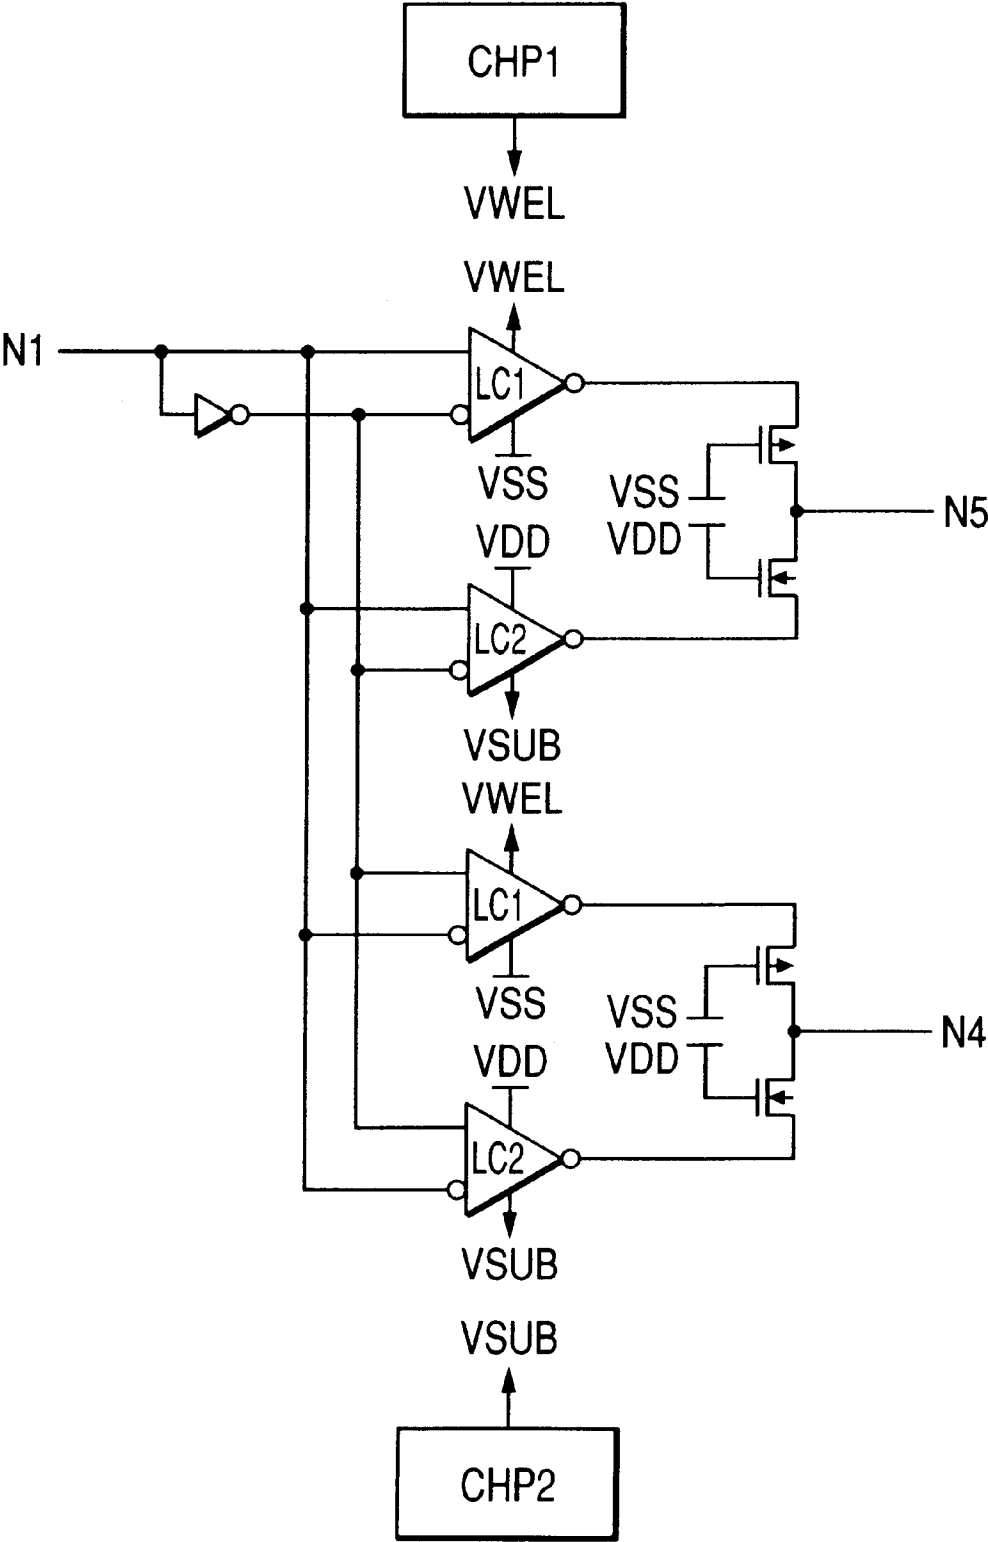 CHP1
VWEL
VWEL
N1
LC1
VSS
VSS
VDD
N5
VDD
LC2
VSUB
VWEL
LC1
VSS
VSS
VDD
N4
VDD
LC2
VSUB
VSUB
CHP2